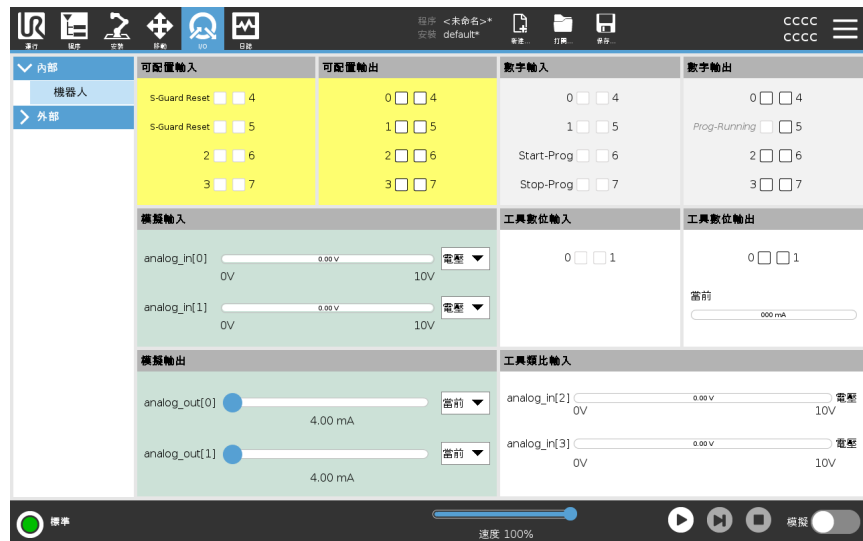 UR
運行 程序 安裝 移動 I/O 日誌
程序 <未命名>*
安裝 default*
新建... 打開... 保存...
cccc
cccc
內部
機器人
外部
可配置輸入
S-Guard Reset 4
S-Guard Reset 5
2 6
3 7
可配置輸出
0 4
1 5
2 6
3 7
數字輸入
0 4
1 5
Start-Prog 6
Stop-Prog 7
數字輸出
0 4
Prog-Running 5
2 6
3 7
模擬輸入
analog_in[0] 0.00 V 電壓
0V 10V
analog_in[1] 0.00 V 電壓
0V 10V
工具數位輸入
0 1
工具數位輸出
0 1
當前
000 mA
模擬輸出
analog_out[0] 當前
4.00 mA
analog_out[1] 當前
4.00 mA
工具類比輸入
analog_in[2] 0.00 V 電壓
0V 10V
analog_in[3] 0.00 V 電壓
0V 10V
標準
速度 100%
模擬